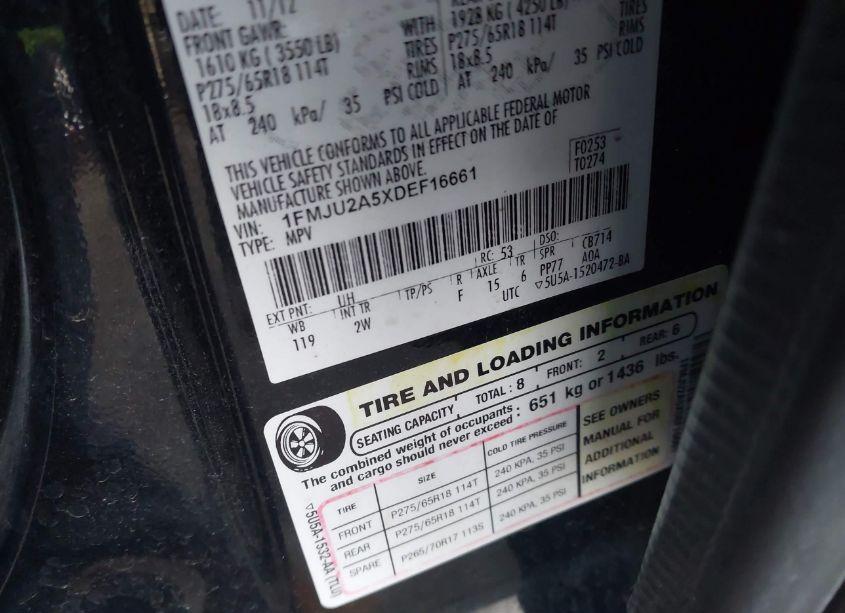 DATE: 11/12
FRONT GAWR:
1610 KG ( 3550 LB)
P275/65R18 114T
18x8.5
AT 240 kPa/ 35 PSI COLD
WITH
TIRES
RIMS
1928 KG ( 4250 LB)
P275/65R18 114T
18x8.5
AT 240 kPa/ 35 PSI COLD
TIRES
RIMS
THIS VEHICLE CONFORMS TO ALL APPLICABLE FEDERAL MOTOR
VEHICLE SAFETY STANDARDS IN EFFECT ON THE DATE OF
MANUFACTURE SHOWN ABOVE.
F0253
T0274
VIN: 1FMJU2A5XDEF16661
TYPE: MPV
EXT PNT: UH RC: 53 DSO:
WB INT TR TP/PS R AXLE TR SPR CB714
119 2W F 15 6 PP77 AOA
UTC ▽5U5A-1520472-BA
TIRE AND LOADING INFORMATION
SEATING CAPACITY TOTAL: 8 FRONT: 2 REAR: 6
The combined weight of occupants
and cargo should never exceed : 651 kg or 1436 lbs.
TIRE SIZE COLD TIRE PRESSURE
FRONT P275/65R18 114T 240 KPA, 35 PSI
REAR P275/65R18 114T 240 KPA, 35 PSI
SPARE P265/70R17 113S 240 KPA, 35 PSI
SEE OWNERS
MANUAL FOR
ADDITIONAL
INFORMATION
▽5U5A-1532-AA (TLU)